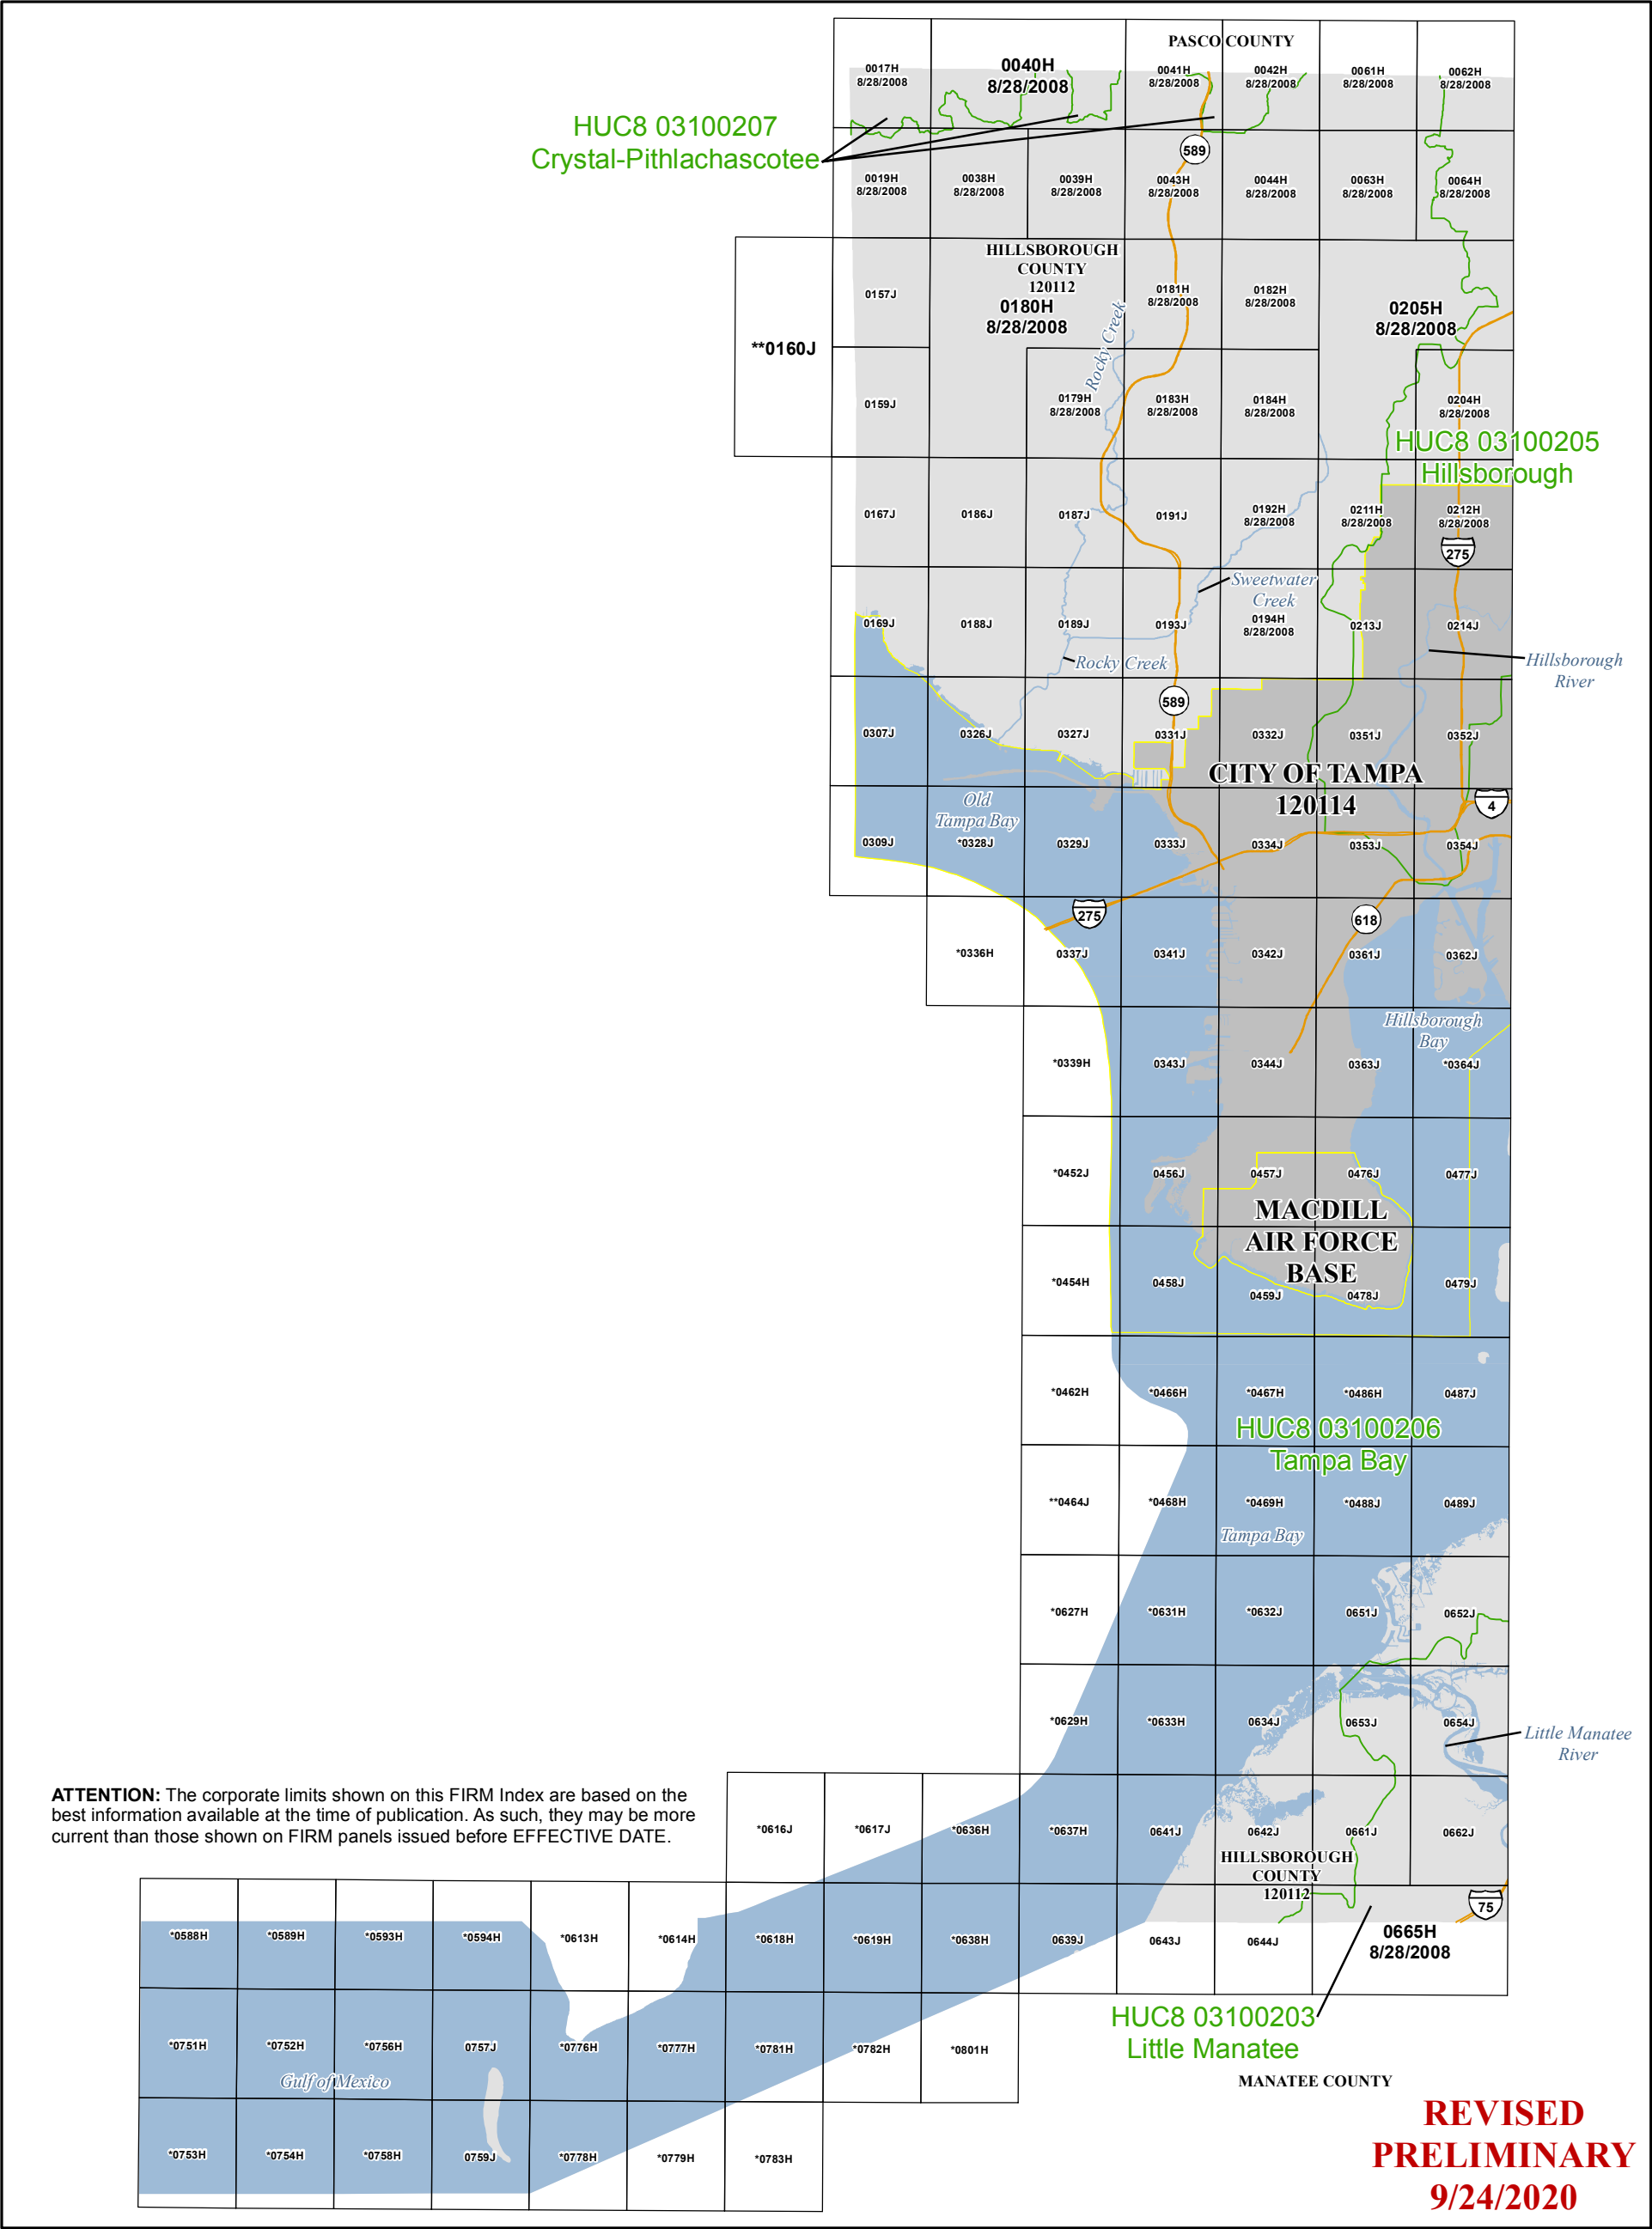 PASCO COUNTY
0017H
8/28/2008
0040H
8/28/2008
0041H
8/28/2008
0042H
8/28/2008
0061H
8/28/2008
0062H
8/28/2008
HUC8 03100207
Crystal-Pithlachascotee
589
0019H
8/28/2008
0038H
8/28/2008
0039H
8/28/2008
0043H
8/28/2008
0044H
8/28/2008
0063H
8/28/2008
0064H
8/28/2008
HILLSBOROUGH
COUNTY
120112
0157J
0180H
8/28/2008
0181H
8/28/2008
0182H
8/28/2008
0205H
8/28/2008
**0160J
Rocky Creek
0159J
0179H
8/28/2008
0183H
8/28/2008
0184H
8/28/2008
0204H
8/28/2008
HUC8 03100205
Hillsborough
0167J
0186J
0187J
0191J
0192H
8/28/2008
0211H
8/28/2008
0212H
8/28/2008
275
Sweetwater
Creek
0169J
0188J
0189J
0193J
0194H
8/28/2008
0213J
0214J
Rocky Creek
Hillsborough
River
589
0307J
0326J
0327J
0331J
0332J
0351J
0352J
CITY OF TAMPA
120114
Old
Tampa Bay
4
0309J
*0328J
0329J
0333J
0334J
0353J
0354J
275
618
*0336H
0337J
0341J
0342J
0361J
0362J
Hillsborough
Bay
*0339H
0343J
0344J
0363J
*0364J
*0452J
0456J
0457J
0476J
0477J
MACDILL
AIR FORCE
BASE
*0454H
0458J
0459J
0478J
0479J
*0462H
*0466H
*0467H
*0486H
0487J
HUC8 03100206
Tampa Bay
**0464J
*0468H
*0469H
*0488J
0489J
Tampa Bay
*0627H
*0631H
*0632J
0651J
0652J
*0629H
*0633H
0634J
0653J
0654J
Little Manatee
River
ATTENTION: The corporate limits shown on this FIRM Index are based on the
best information available at the time of publication. As such, they may be more
current than those shown on FIRM panels issued before EFFECTIVE DATE.
*0616J
*0617J
*0636H
*0637H
0641J
0642J
0661J
0662J
HILLSBOROUGH
COUNTY
120112
75
*0588H
*0589H
*0593H
*0594H
*0613H
*0614H
*0618H
*0619H
*0638H
0639J
0643J
0644J
0665H
8/28/2008
HUC8 03100203
Little Manatee
*0751H
*0752H
*0756H
0757J
*0776H
*0777H
*0781H
*0782H
*0801H
Gulf of Mexico
MANATEE COUNTY
*0753H
*0754H
*0758H
0759J
*0778H
*0779H
*0783H
REVISED
PRELIMINARY
9/24/2020